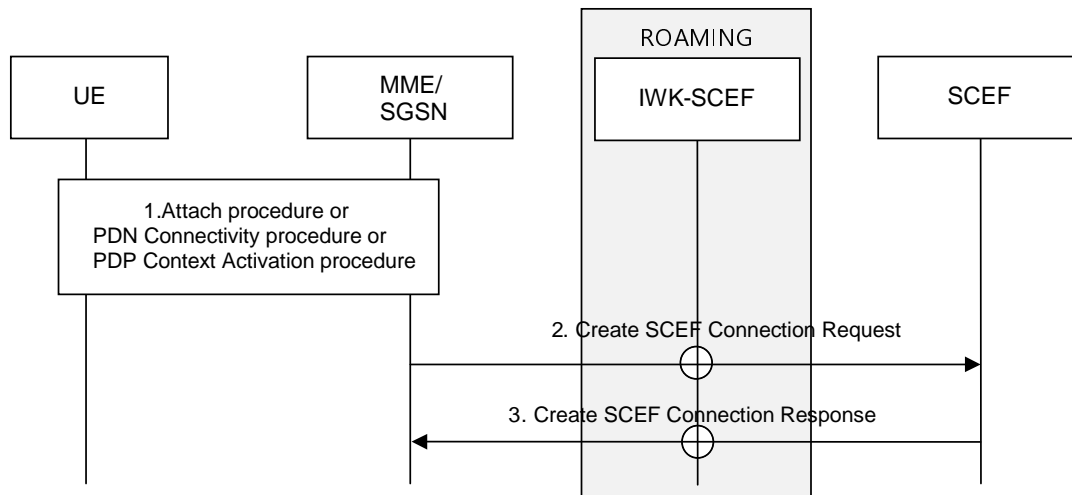 ROAMING
UE
MME/
SGSN
IWK-SCEF
SCEF
1.Attach procedure or
PDN Connectivity procedure or
PDP Context Activation procedure
2. Create SCEF Connection Request
3. Create SCEF Connection Response